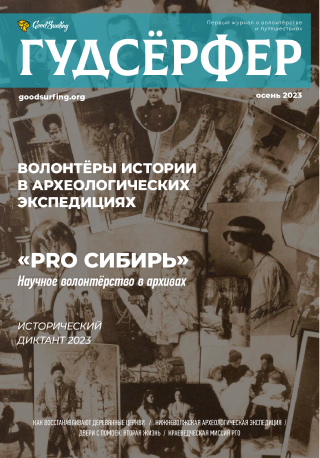 GoodSurfing
Первый журнал о волонтёрстве
и путешествиях
ГУДСЁРФЕР
goodsurfing.org
осень 2023
ВОЛОНТЁРЫ ИСТОРИИ
В АРХЕОЛОГИЧЕСКИХ
ЭКСПЕДИЦИЯХ
«PRO СИБИРЬ»
Научное волонтёрство в архивах
ИСТОРИЧЕСКИЙ
ДИКТАНТ 2023
КАК ВОССТАНАВЛИВАЮТ ДЕРЕВЯННЫЕ ЦЕРКВИ / НИЖНЕВОЛЖСКАЯ АРХЕОЛОГИЧЕСКАЯ ЭКСПЕДИЦИЯ /
ДВЕРИ С ПОМОЕК: ВТОРАЯ ЖИЗНЬ / КРАЕВЕДЧЕСКАЯ МИССИЯ РГО